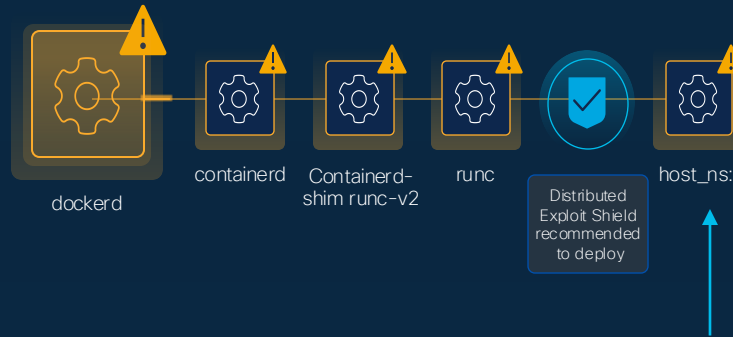 dockerd
containerd
Containerd-
shim runc-v2
runc
Distributed
Exploit Shield
recommended
to deploy
host_ns: